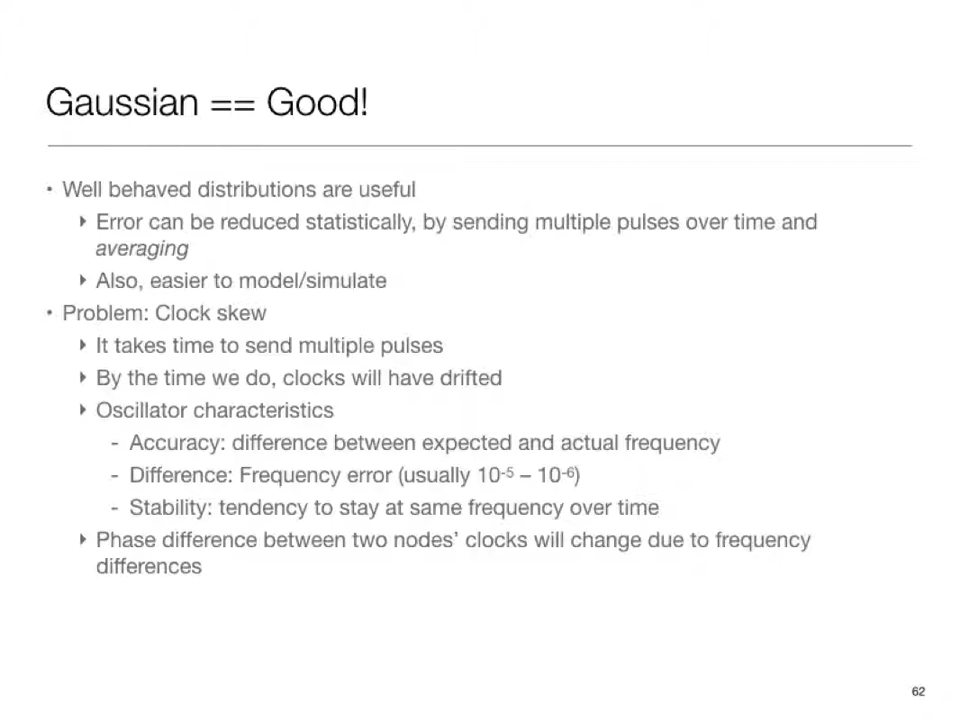 Gaussian == Good!
• Well behaved distributions are useful
‣ Error can be reduced statistically, by sending multiple pulses over time and
averaging
‣ Also, easier to model/simulate
• Problem: Clock skew
‣ It takes time to send multiple pulses
‣ By the time we do, clocks will have drifted
‣ Oscillator characteristics
- Accuracy: difference between expected and actual frequency
- Difference: Frequency error (usually 10⁻⁵ – 10⁻⁶)
- Stability: tendency to stay at same frequency over time
‣ Phase difference between two nodes’ clocks will change due to frequency
differences
62